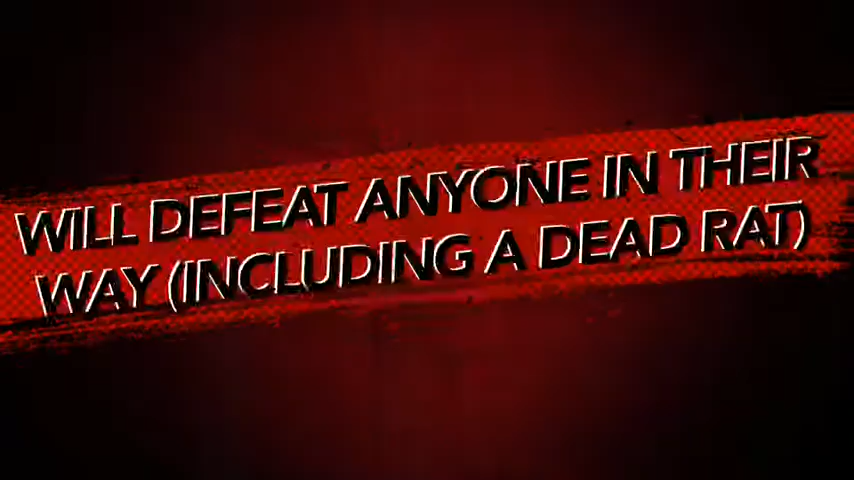 WILL DEFEAT ANYONE IN THEIR
WAY (INCLUDING A DEAD RAT)